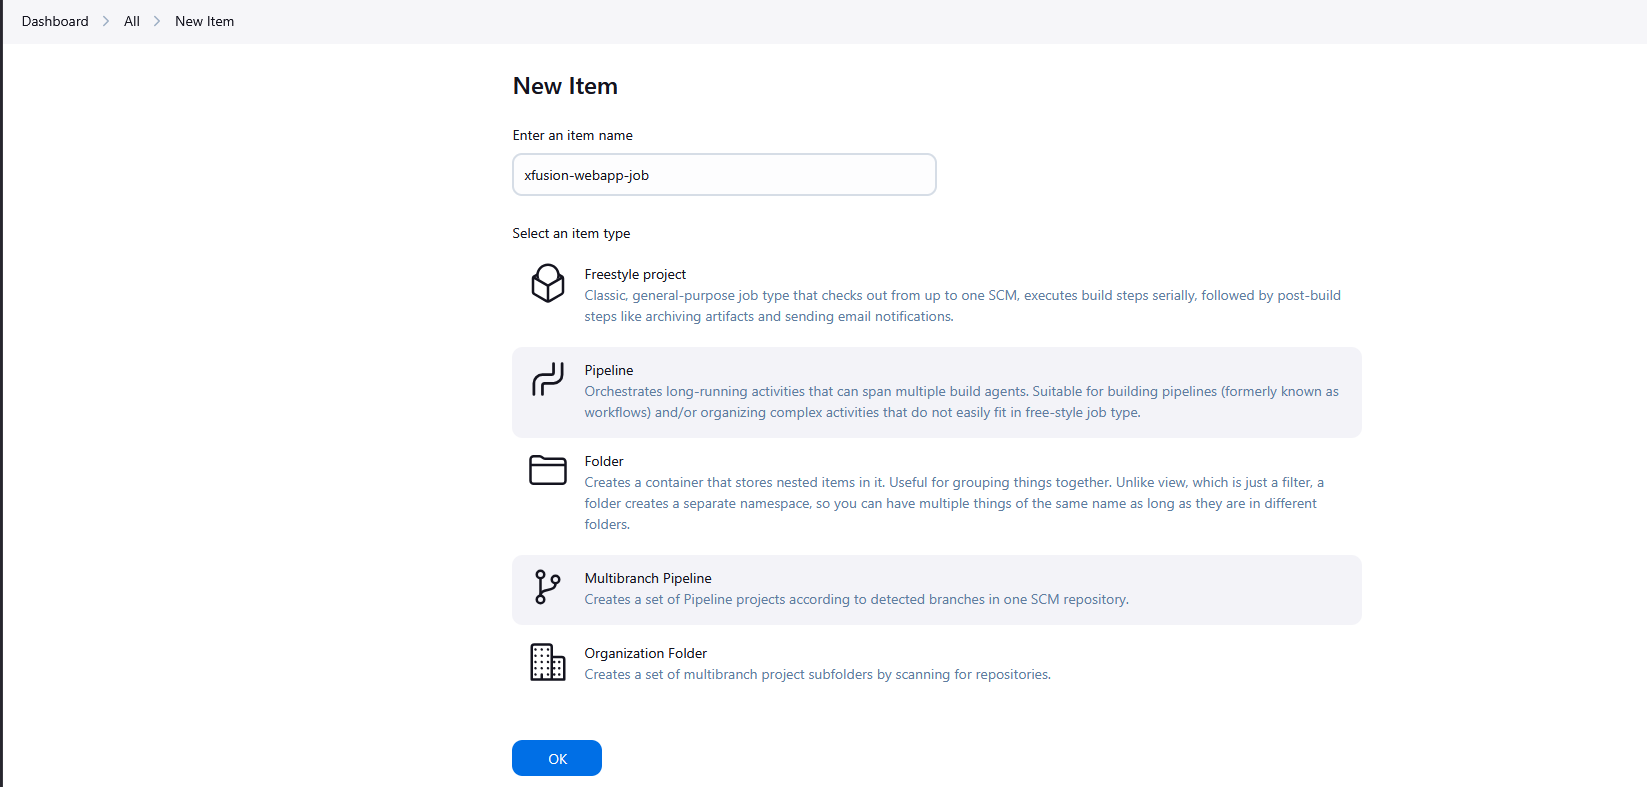 Dashboard > All > New Item
New Item
Enter an item name
xfusion-webapp-job
Select an item type
Freestyle project
Classic, general-purpose job type that checks out from up to one SCM, executes build steps serially, followed by post-build
steps like archiving artifacts and sending email notifications.
Pipeline
Orchestrates long-running activities that can span multiple build agents. Suitable for building pipelines (formerly known as
workflows) and/or organizing complex activities that do not easily fit in free-style job type.
Folder
Creates a container that stores nested items in it. Useful for grouping things together. Unlike view, which is just a filter, a
folder creates a separate namespace, so you can have multiple things of the same name as long as they are in different
folders.
Multibranch Pipeline
Creates a set of Pipeline projects according to detected branches in one SCM repository.
Organization Folder
Creates a set of multibranch project subfolders by scanning for repositories.
OK